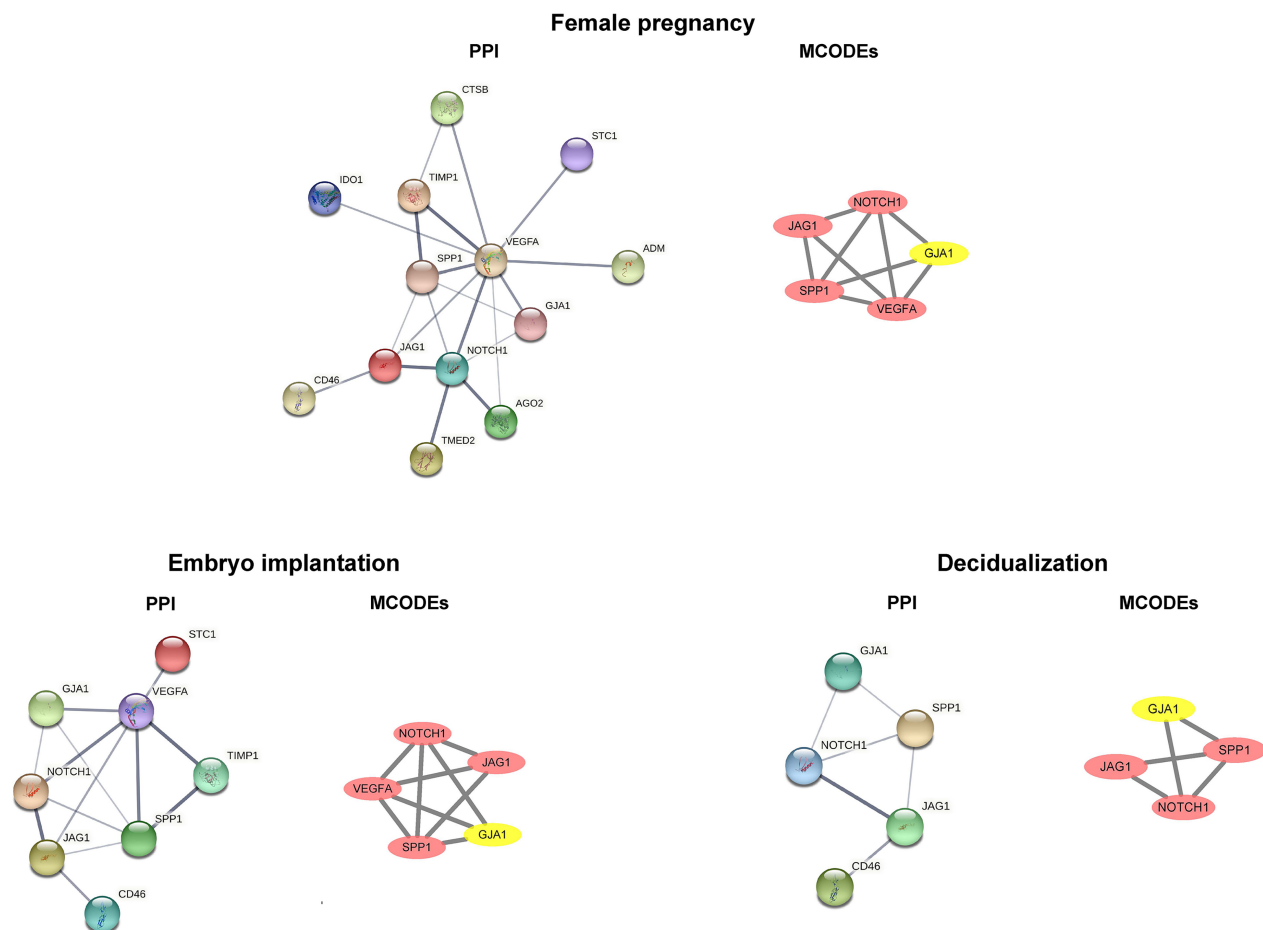 Female pregnancy
PPI
MCODEs
CTSB
STC1
IDO1
TIMP1
VEGFA
ADM
SPP1
GJA1
JAG1
NOTCH1
CD46
AGO2
TMED2
NOTCH1
JAG1
GJA1
SPP1
VEGFA
Embryo implantation
PPI
MCODEs
STC1
GJA1
VEGFA
TIMP1
NOTCH1
SPP1
JAG1
CD46
NOTCH1
JAG1
VEGFA
GJA1
SPP1
Decidualization
PPI
MCODEs
GJA1
SPP1
NOTCH1
JAG1
CD46
GJA1
SPP1
JAG1
NOTCH1